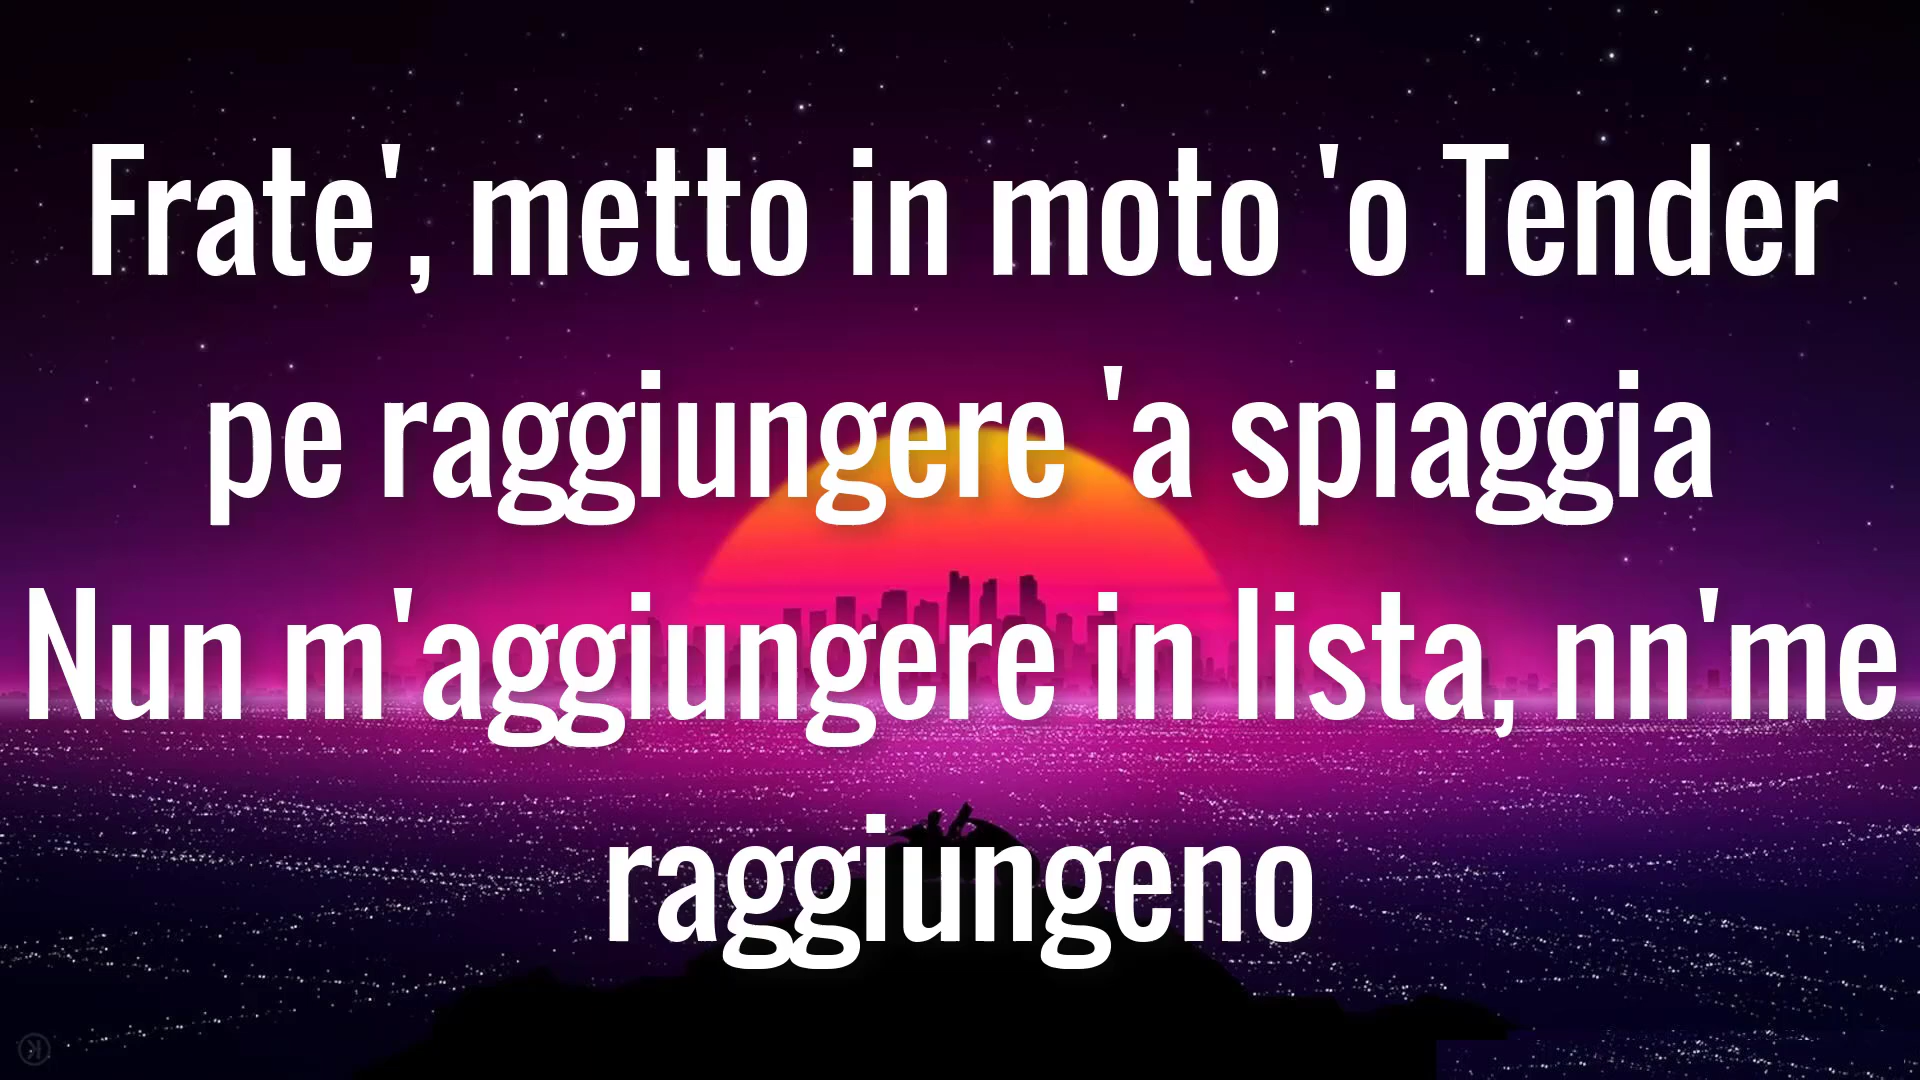 Frate', metto in moto 'o Tender
pe raggiungere 'a spiaggia
Nun m'aggiungere in lista, nn'me
raggiungeno